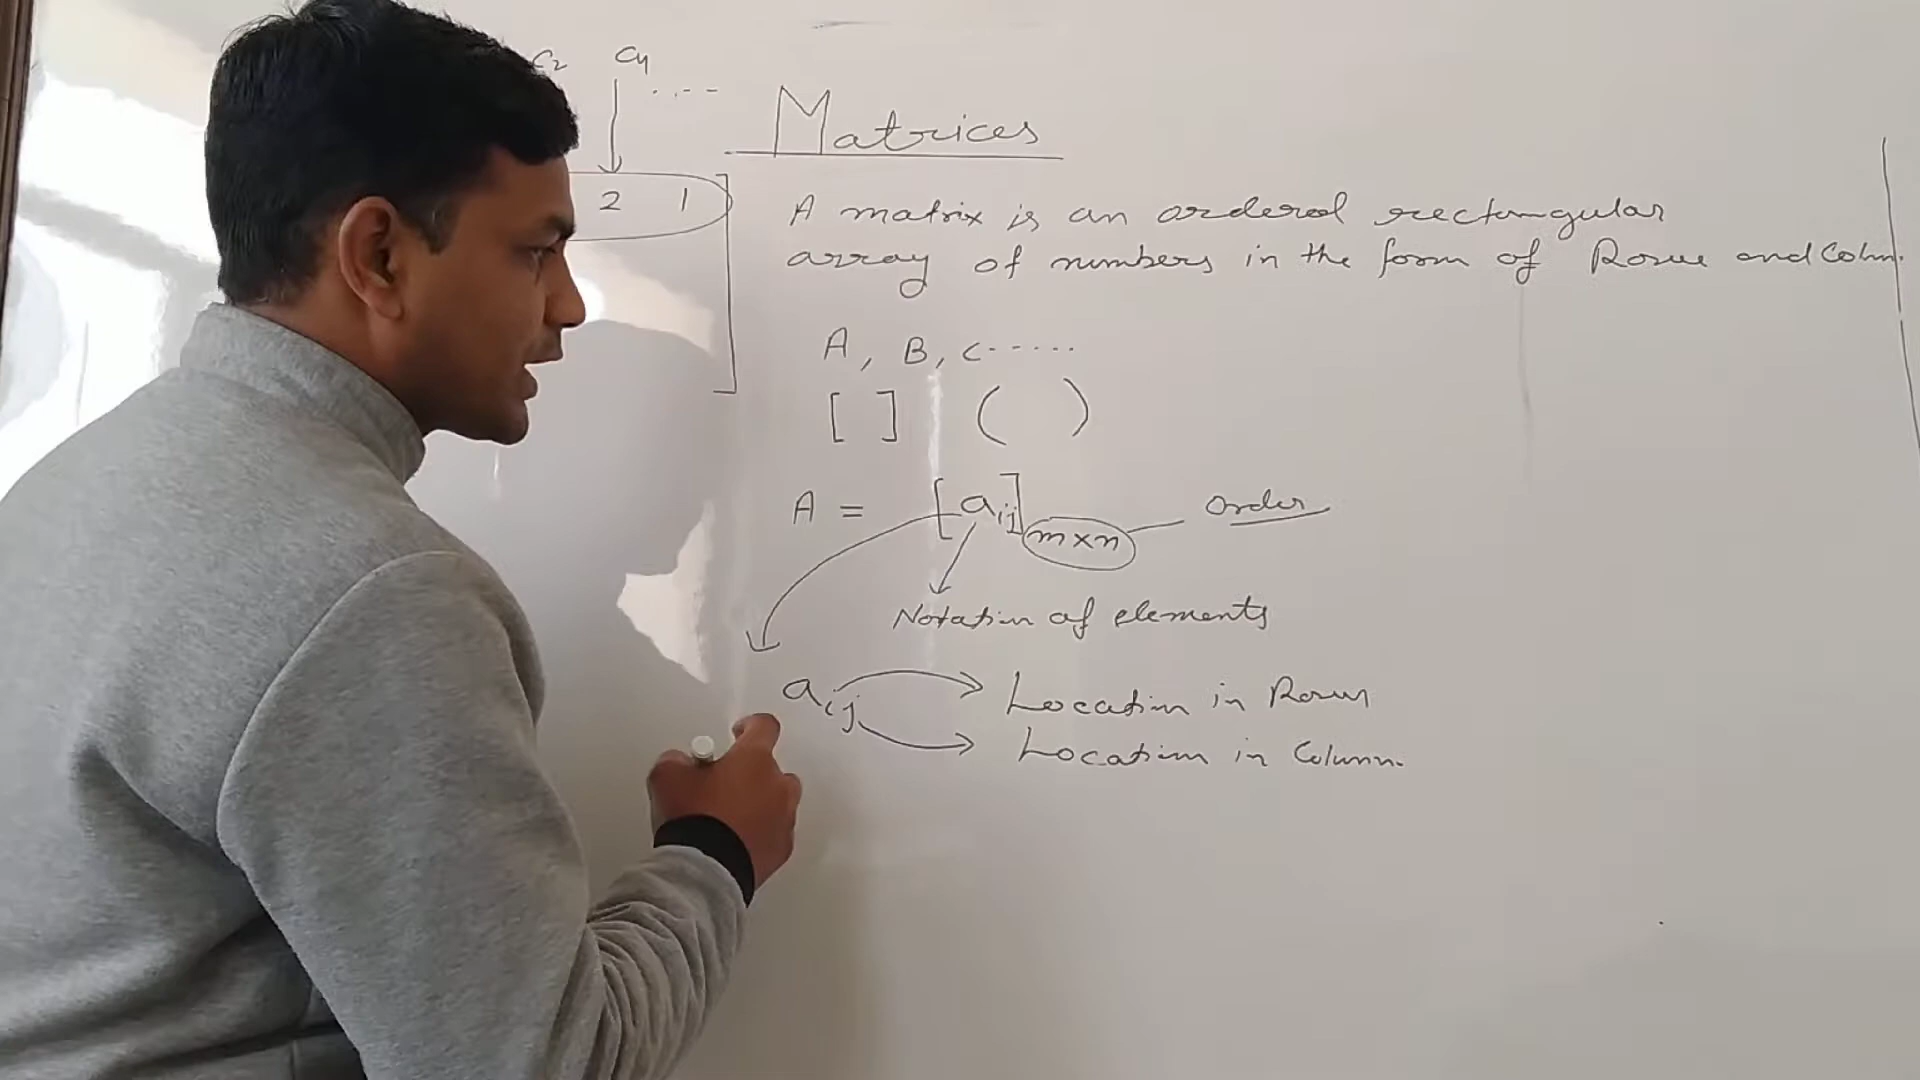 C2 C4 ....
2 1 ]
Matrices
A matrix is an ordered rectangular
array of numbers in the form of Rows and Colum.
A, B, C.....
[ ] ( )
A = [aij]m×n order
Notation of elements
aij Location in Rows
Location in Column.